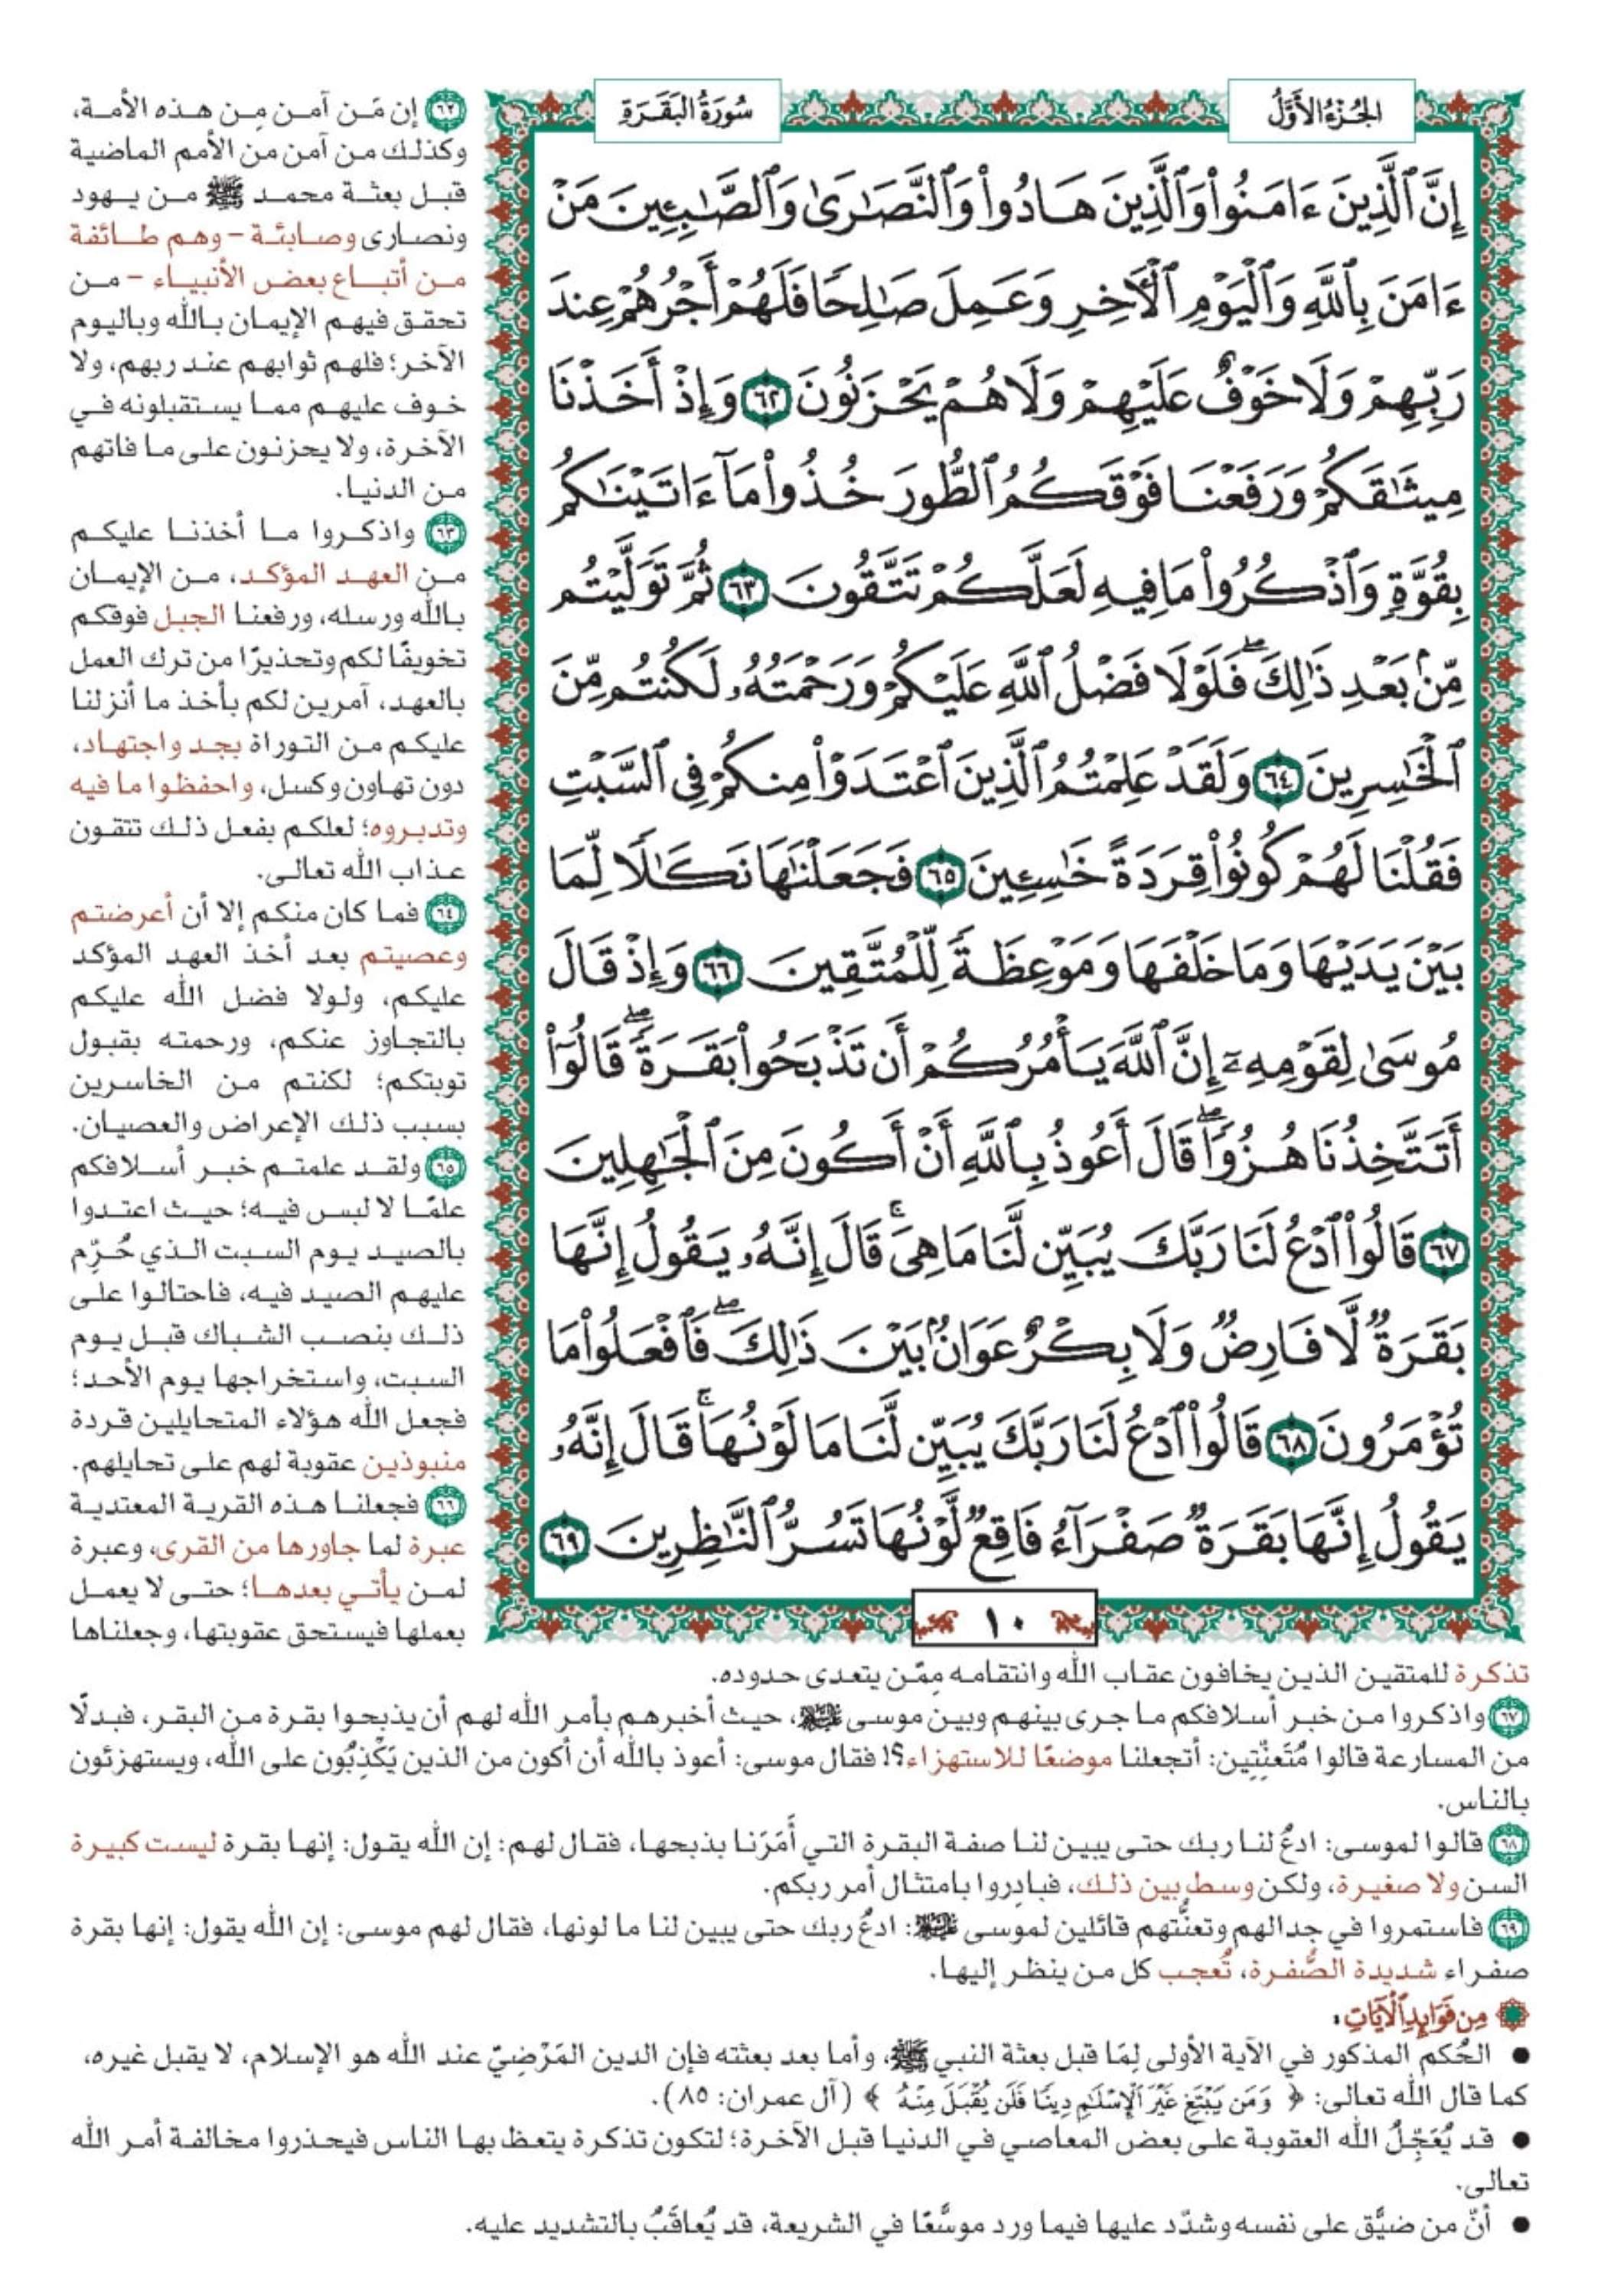 الجُزْءُ الأَوَّلُ
سُورَةُ البَقَرَةِ
إِنَّ ٱلَّذِينَ ءَامَنُوا۟ وَٱلَّذِينَ هَادُوا۟ وَٱلنَّصَـٰرَىٰ وَٱلصَّـٰبِـِٔينَ مَنْ
ءَامَنَ بِٱللَّهِ وَٱلْيَوْمِ ٱلْـَٔاخِرِ وَعَمِلَ صَـٰلِحًا فَلَهُمْ أَجْرُهُمْ عِندَ
رَبِّهِمْ وَلَا خَوْفٌ عَلَيْهِمْ وَلَا هُمْ يَحْزَنُونَ ٦٢ وَإِذْ أَخَذْنَا
مِيثَـٰقَكُمْ وَرَفَعْنَا فَوْقَكُمُ ٱلطُّورَ خُذُوا۟ مَآ ءَاتَيْنَـٰكُم
بِقُوَّةٍ وَٱذْكُرُوا۟ مَا فِيهِ لَعَلَّكُمْ تَتَّقُونَ ٦٣ ثُمَّ تَوَلَّيْتُم
مِّنۢ بَعْدِ ذَٰلِكَ ۖ فَلَوْلَا فَضْلُ ٱللَّهِ عَلَيْكُمْ وَرَحْمَتُهُۥ لَكُنتُم مِّنَ
ٱلْخَـٰسِرِينَ ٦٤ وَلَقَدْ عَلِمْتُمُ ٱلَّذِينَ ٱعْتَدَوْا۟ مِنكُمْ فِى ٱلسَّبْتِ
فَقُلْنَا لَهُمْ كُونُوا۟ قِرَدَةً خَـٰسِـِٔينَ ٦٥ فَجَعَلْنَـٰهَا نَكَـٰلًا لِّمَا
بَيْنَ يَدَيْهَا وَمَا خَلْفَهَا وَمَوْعِظَةً لِّلْمُتَّقِينَ ٦٦ وَإِذْ قَالَ
مُوسَىٰ لِقَوْمِهِۦٓ إِنَّ ٱللَّهَ يَأْمُرُكُمْ أَن تَذْبَحُوا۟ بَقَرَةً ۖ قَالُوٓا۟
أَتَتَّخِذُنَا هُزُوًا ۖ قَالَ أَعُوذُ بِٱللَّهِ أَنْ أَكُونَ مِنَ ٱلْجَـٰهِلِينَ
٦٧ قَالُوا۟ ٱدْعُ لَنَا رَبَّكَ يُبَيِّن لَّنَا مَا هِىَ ۚ قَالَ إِنَّهُۥ يَقُولُ إِنَّهَا
بَقَرَةٌ لَّا فَارِضٌ وَلَا بِكْرٌ عَوَانٌۢ بَيْنَ ذَٰلِكَ ۖ فَٱفْعَلُوا۟ مَا
تُؤْمَرُونَ ٦٨ قَالُوا۟ ٱدْعُ لَنَا رَبَّكَ يُبَيِّن لَّنَا مَا لَوْنُهَا ۚ قَالَ إِنَّهُۥ
يَقُولُ إِنَّهَا بَقَرَةٌ صَفْرَآءُ فَاقِعٌ لَّوْنُهَا تَسُرُّ ٱلنَّـٰظِرِينَ ٦٩
١٠
٦٢ إن مَن آمن مِن هذه الأمة،
وكذلك من آمن من الأمم الماضية
قبل بعثة محمد ﷺ من يهود
ونصارى وصابئة - وهم طائفة
من أتباع بعض الأنبياء - من
تحقق فيهم الإيمان بالله وباليوم
الآخر؛ فلهم ثوابهم عند ربهم، ولا
خوف عليهم مما يستقبلونه في
الآخرة، ولا يحزنون على ما فاتهم
من الدنيا.
٦٣ واذكروا ما أخذنا عليكم
من العهد المؤكد، من الإيمان
بالله ورسله، ورفعنا الجبل فوقكم
تخويفًا لكم وتحذيرًا من ترك العمل
بالعهد، آمرين لكم بأخذ ما أنزلنا
عليكم من التوراة بجد واجتهاد،
دون تهاون وكسل، واحفظوا ما فيه
وتدبروه؛ لعلكم بفعل ذلك تتقون
عذاب الله تعالى.
٦٤ فما كان منكم إلا أن أعرضتم
وعصيتم بعد أخذ العهد المؤكد
عليكم، ولولا فضل الله عليكم
بالتجاوز عنكم، ورحمته بقبول
توبتكم؛ لكنتم من الخاسرين
بسبب ذلك الإعراض والعصيان.
٦٥ ولقد علمتم خبر أسلافكم
علمًا لا لبس فيه؛ حيث اعتدوا
بالصيد يوم السبت الذي حُرِّم
عليهم الصيد فيه، فاحتالوا على
ذلك بنصب الشباك قبل يوم
السبت، واستخراجها يوم الأحد؛
فجعل الله هؤلاء المتحايلين قردة
منبوذين عقوبة لهم على تحايلهم.
٦٦ فجعلنا هذه القرية المعتدية
عبرة لما جاورها من القرى، وعبرة
لمن يأتي بعدها؛ حتى لا يعمل
بعملها فيستحق عقوبتها، وجعلناها
تذكرة للمتقين الذين يخافون عقاب الله وانتقامه مِمَّن يتعدى حدوده.
٦٧ واذكروا من خبر أسلافكم ما جرى بينهم وبين موسى عليه السلام، حيث أخبرهم بأمر الله لهم أن يذبحوا بقرة من البقر، فبدلًا
من المسارعة قالوا مُتَعنِّتِين: أتجعلنا موضعًا للاستهزاء؟! فقال موسى: أعوذ بالله أن أكون من الذين يَكْذِبُون على الله، ويستهزئون
بالناس.
٦٨ قالوا لموسى: ادعُ لنا ربك حتى يبين لنا صفة البقرة التي أَمَرَنا بذبحها، فقال لهم: إن الله يقول: إنها بقرة ليست كبيرة
السن ولا صغيرة، ولكن وسط بين ذلك، فبادِروا بامتثال أمر ربكم.
٦٩ فاستمروا في جدالهم وتعنُّتهم قائلين لموسى عليه السلام: ادعُ ربك حتى يبين لنا ما لونها، فقال لهم موسى: إن الله يقول: إنها بقرة
صفراء شديدة الصُّفرة، تُعجب كل من ينظر إليها.
مِن فَوَائِدِ الْآيَاتِ:
● الحُكم المذكور في الآية الأولى لِمَا قبل بعثة النبي ﷺ، وأما بعد بعثته فإن الدين المَرْضِيّ عند الله هو الإسلام، لا يقبل غيره،
كما قال الله تعالى: ﴿ وَمَن يَبْتَغِ غَيْرَ ٱلْإِسْلَـٰمِ دِينًا فَلَن يُقْبَلَ مِنْهُ ﴾ (آل عمران: ٨٥).
● قد يُعَجِّلُ الله العقوبة على بعض المعاصي في الدنيا قبل الآخرة؛ لتكون تذكرة يتعظ بها الناس فيحذروا مخالفة أمر الله
تعالى.
● أنّ من ضيَّق على نفسه وشدّد عليها فيما ورد موسَّعًا في الشريعة، قد يُعاقَبُ بالتشديد عليه.